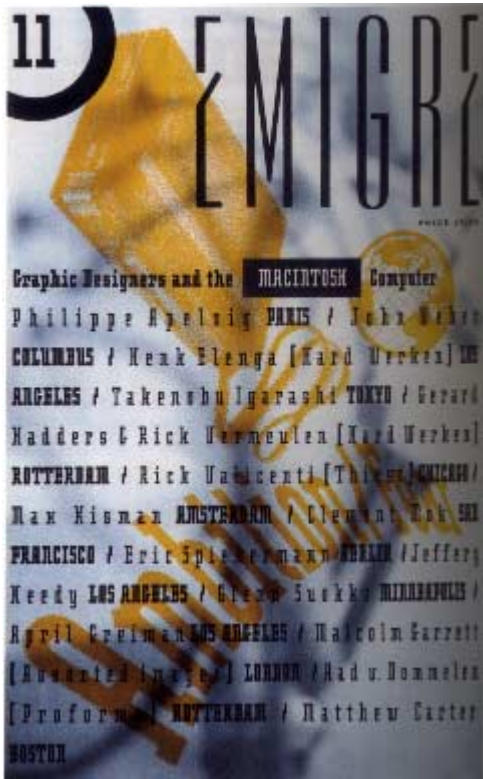 11
EMIGRE
Graphic Designers and the MACINTOSH Computer
Philippe Apeloig PARIS / John Weber
COLUMBUS / Henk Elenga [Hard Werken] LOS
ANGELES / Takenobu Igarashi TOKYO / Gerard
Hadders & Rick Vermeulen [Hard Werken]
ROTTERDAM / Rick Valicenti [Thirst] CHICAGO /
Max Kisman AMSTERDAM / Clement Mok SAN
FRANCISCO / Erik Spiekermann BERLIN / Jeffery
Keedy LOS ANGELES / Glenn Suokko MINNEAPOLIS /
April Greiman LOS ANGELES / Malcolm Garrett
[Assorted images] LONDON / Aad v. Dommelen
[Proforma] ROTTERDAM / Matthew Carter
BOSTON